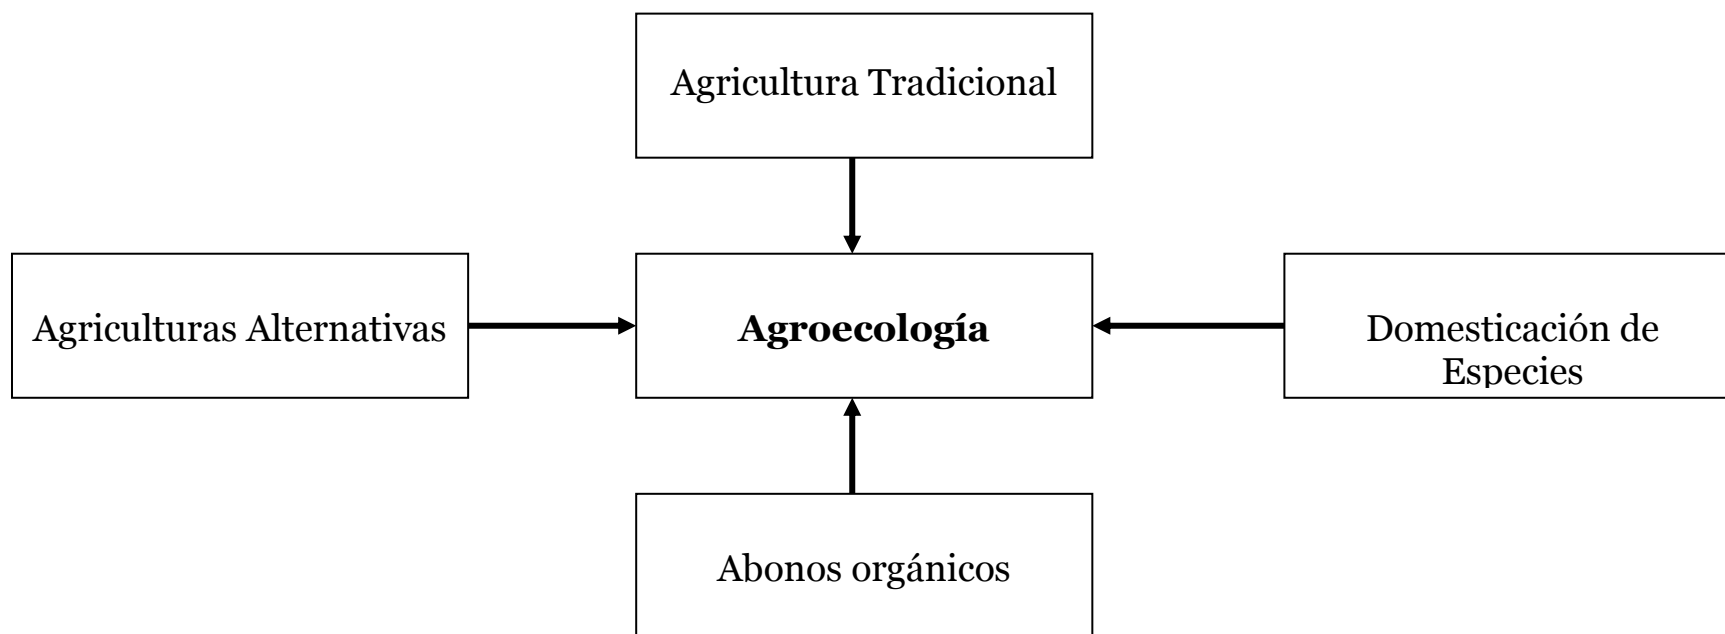 Agricultura Tradicional
Agriculturas Alternativas
Agroecología
Domesticación de
Especies
Abonos orgánicos